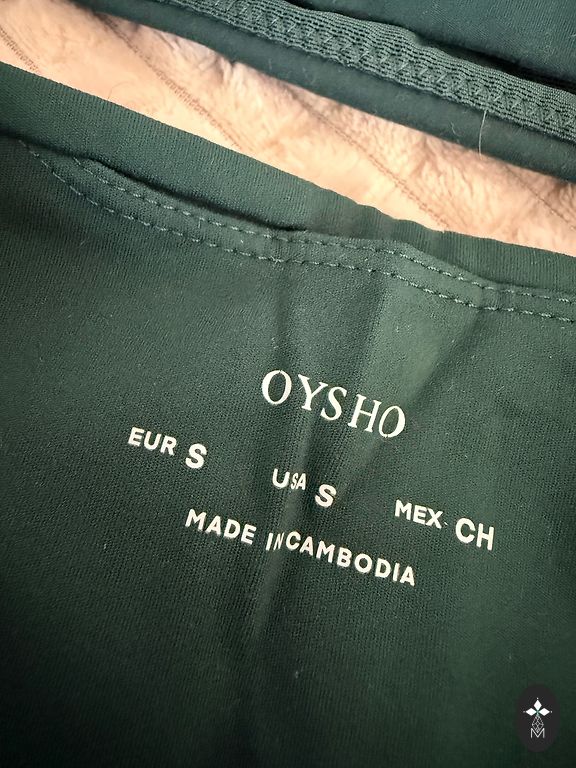 OYSHO
EUR S USA S MEX CH
MADE IN CAMBODIA
M